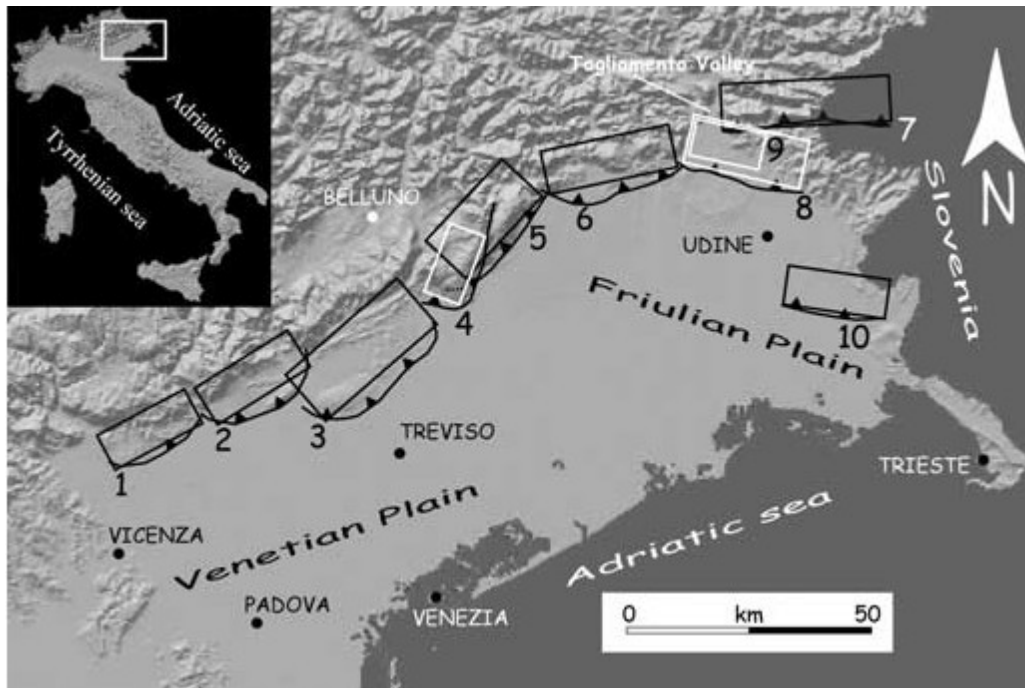 Adriatic sea
Tyrrhenian sea
Tagliamento Valley
7
9
Slovenia
N
BELLUNO
5
6
8
UDINE
4
Friulian Plain
10
2
3
TREVISO
1
TRIESTE
VICENZA
Venetian Plain
Adriatic sea
PADOVA
VENEZIA
0 km 50